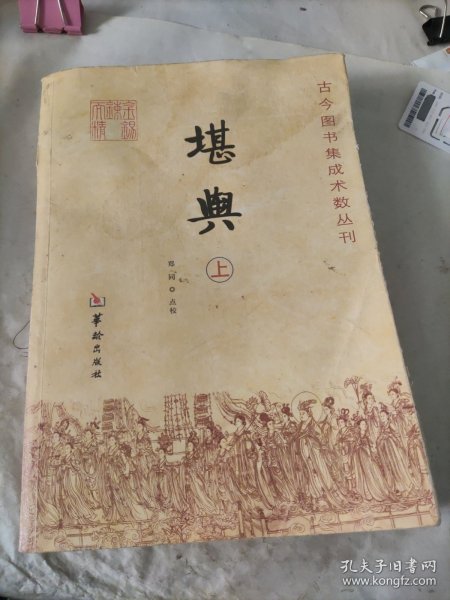 古今图书集成术数丛刊
堪舆
上
郑同◎点校
华龄出版社
孔夫子旧书网
www.kongfz.com